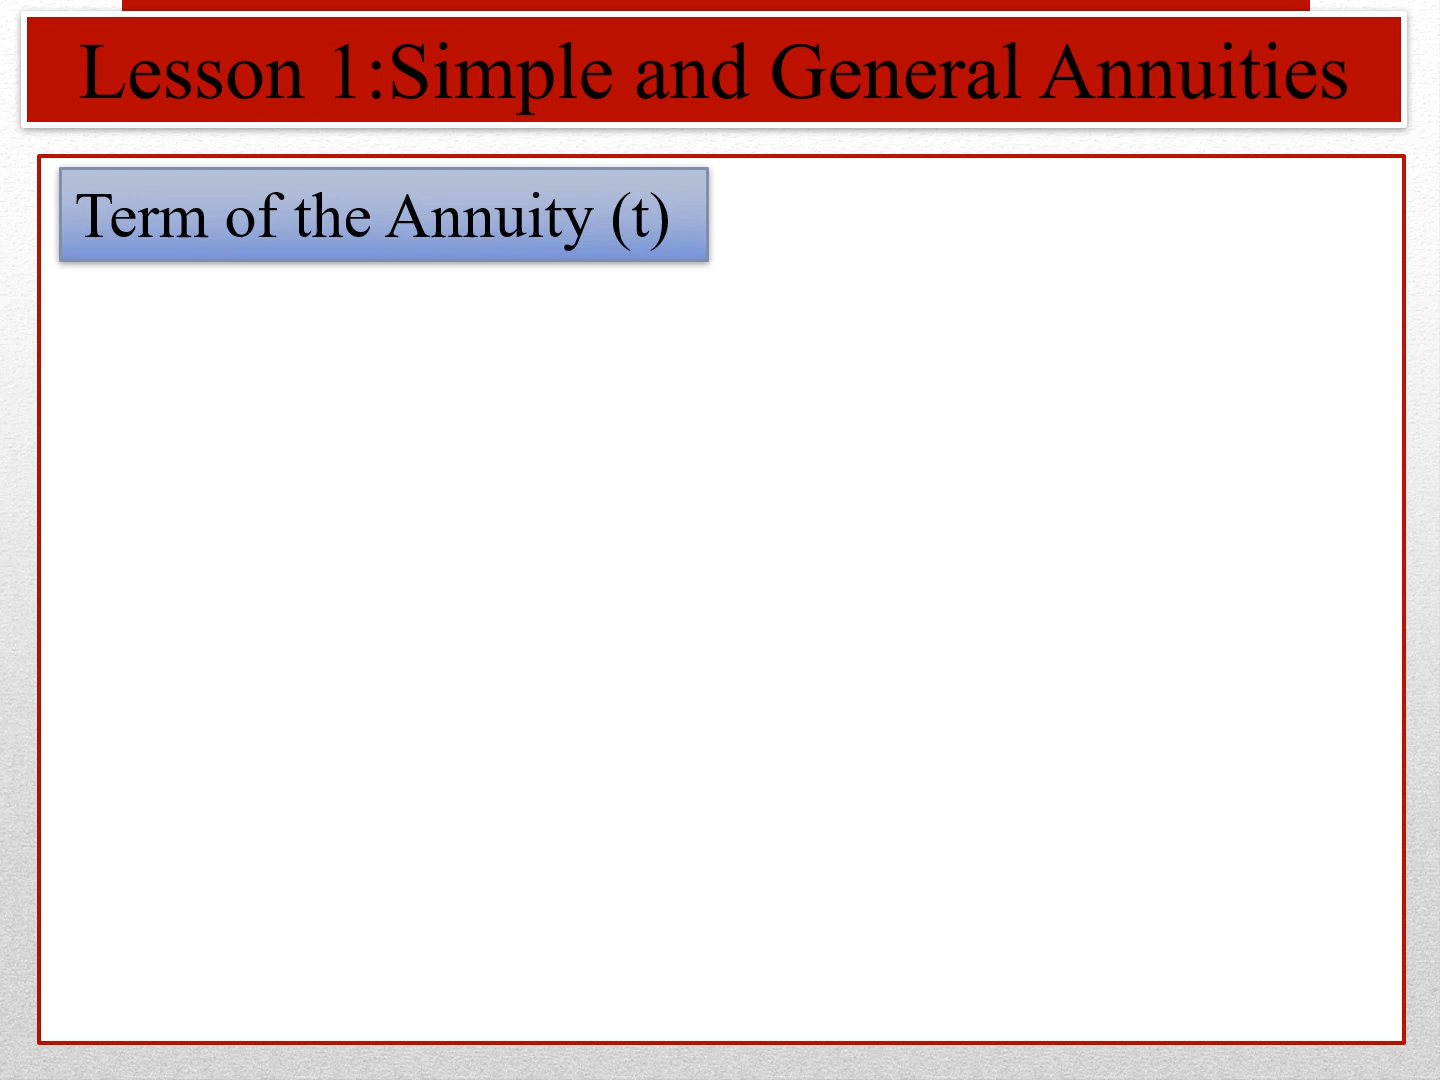 Lesson 1:Simple and General Annuities
Term of the Annuity (t)